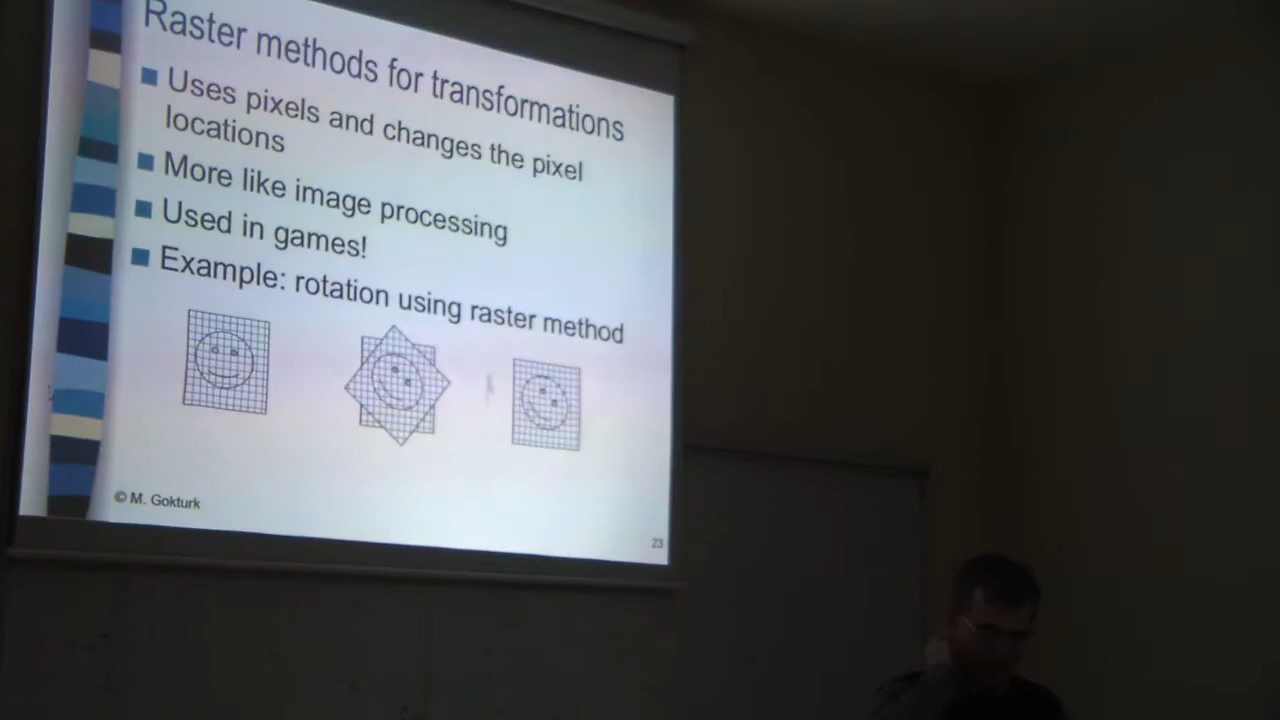 Raster methods for transformations
Uses pixels and changes the pixel
locations
More like image processing
Used in games!
Example: rotation using raster method
© M. Gokturk
23